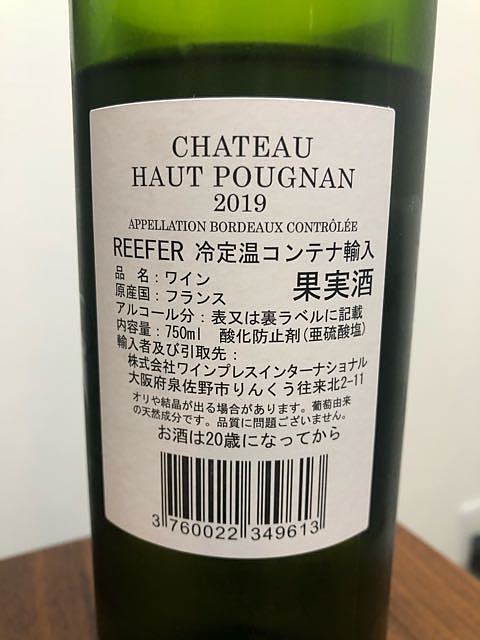 CHATEAU
HAUT POUGNAN
2019
APPELLATION BORDEAUX CONTRÔLÉE
REEFER 冷定温コンテナ輸入
品 名：ワイン
原産国：フランス 果実酒
アルコール分：表又は裏ラベルに記載
内容量：750ml 酸化防止剤(亜硫酸塩)
輸入者及び引取先：
株式会社ワインプレスインターナショナル
大阪府泉佐野市りんくう往来北2-11
オリや結晶が出る場合があります。葡萄由来
の天然成分です。品質に問題ございません。
お酒は20歳になってから
3 760022 349613